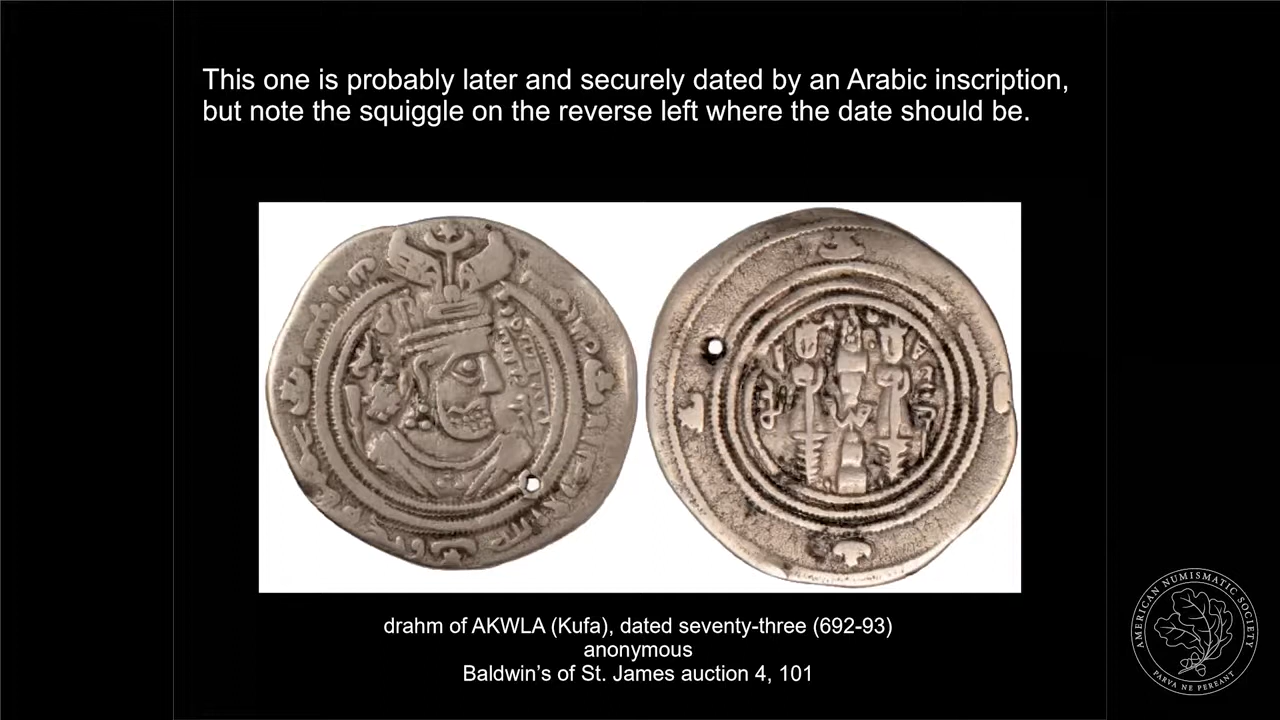 This one is probably later and securely dated by an Arabic inscription,
but note the squiggle on the reverse left where the date should be.
drahm of AKWLA (Kufa), dated seventy-three (692-93)
anonymous
Baldwin's of St. James auction 4, 101
AMERICAN NUMISMATIC SOCIETY
PARVA NE PEREANT